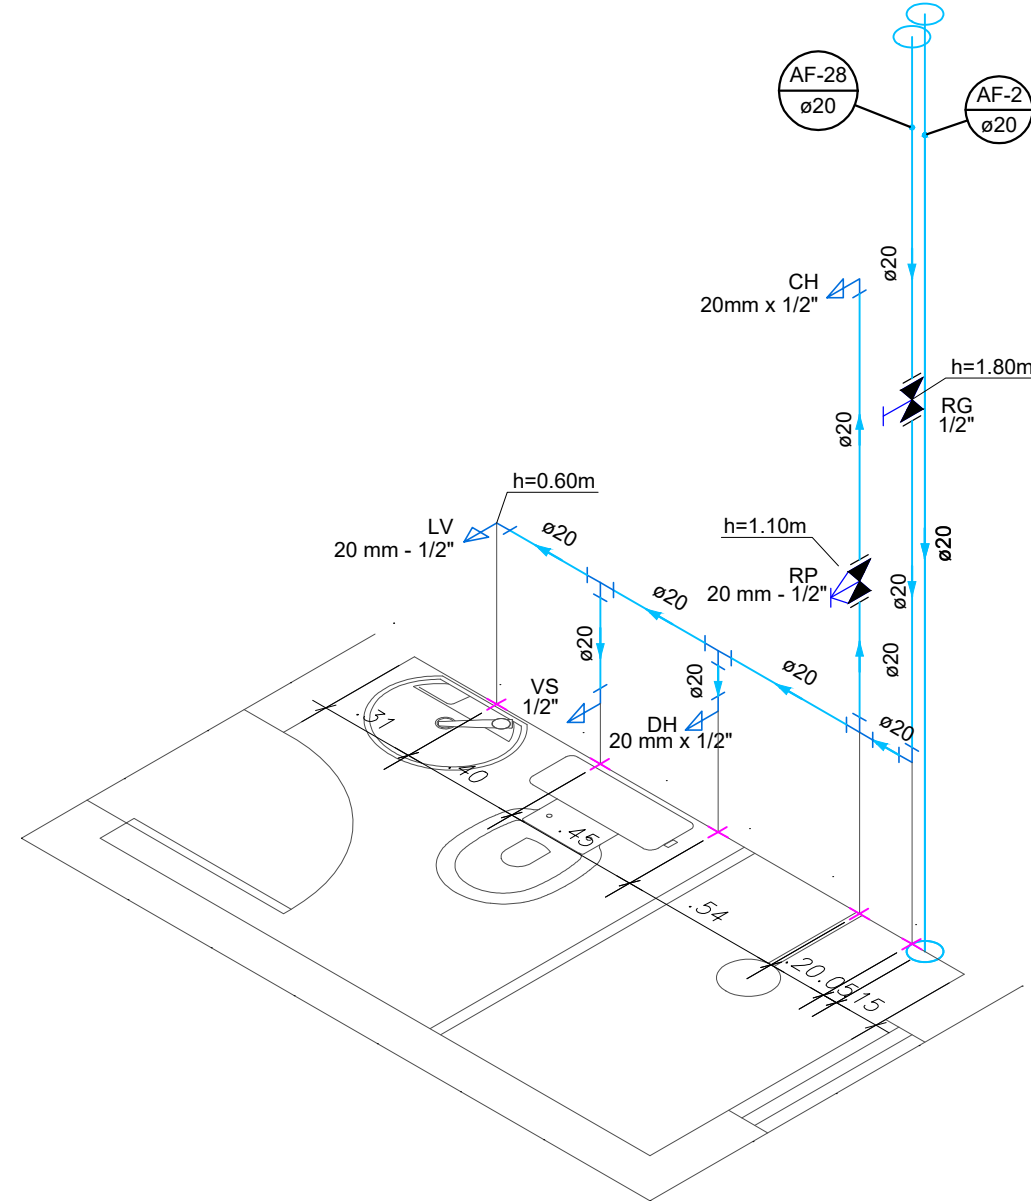 AF-28
ø20
AF-2
ø20
ø20
CH
20mm x 1/2"
h=1.80m
RG
1/2"
ø20
h=0.60m
LV
20 mm - 1/2"
ø20
h=1.10m
ø20
RP
20 mm - 1/2"
ø20
ø20
ø20
ø20
ø20
ø20
VS
1/2"
ø20
DH
20 mm x 1/2"
.31
.40
.45
.54
.20
.05
.15